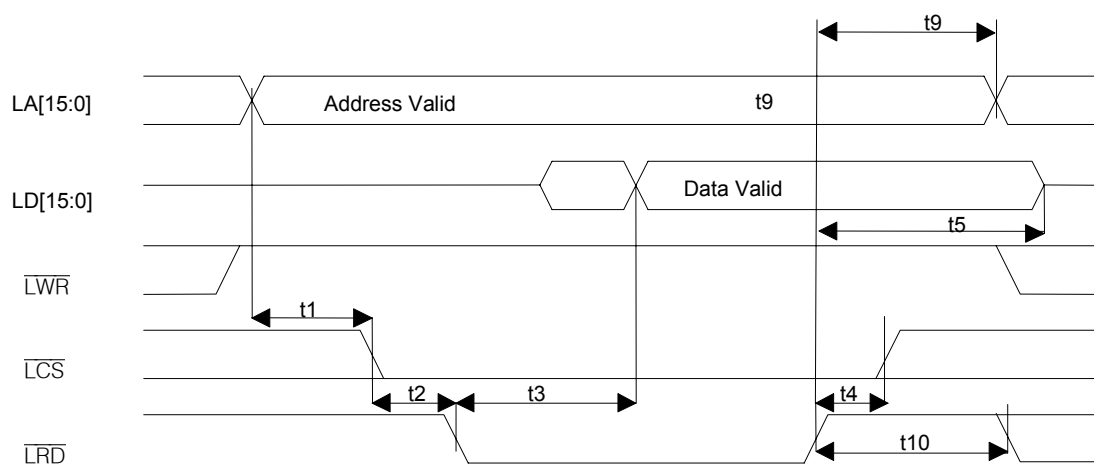 t9
LA[15:0] Address Valid t9
LD[15:0] Data Valid
t5
LWR
t1
LCS
t2 t3 t4
t10
LRD